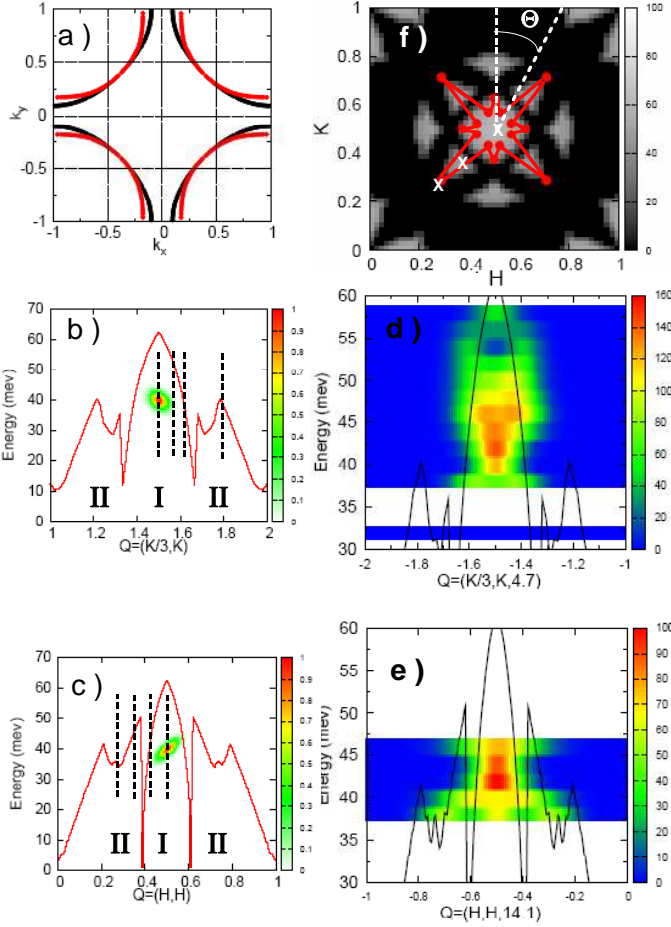 a )
1
0.5
0
-0.5
-1
k_y
-1 -0.5 0 0.5 1
k_x
f )
Θ
1
0.8
0.6
0.4
0.2
0
K
0 0.2 0.4 0.6 0.8 1
H
x
x
x
100
80
60
40
20
0
b )
70
60
50
40
30
20
10
0
Energy (mev)
II I II
1 1.2 1.4 1.6 1.8 2
Q=(K/3,K)
1
0.9
0.8
0.7
0.6
0.5
0.4
0.3
0.2
0.1
0
d )
60
55
50
45
40
35
30
Energy (mev)
-2 -1.8 -1.6 -1.4 -1.2 -1
Q=(K/3,K,4.7)
160
140
120
100
80
60
40
20
0
c )
70
60
50
40
30
20
10
0
Energy (mev)
II I II
0 0.2 0.4 0.6 0.8 1
Q=(H,H)
1
0.9
0.8
0.7
0.6
0.5
0.4
0.3
0.2
0.1
0
e )
60
55
50
45
40
35
30
Energy (mev)
-1 -0.8 -0.6 -0.4 -0.2 0
Q=(H,H,14.1)
100
90
80
70
60
50
40
30
20
10
0